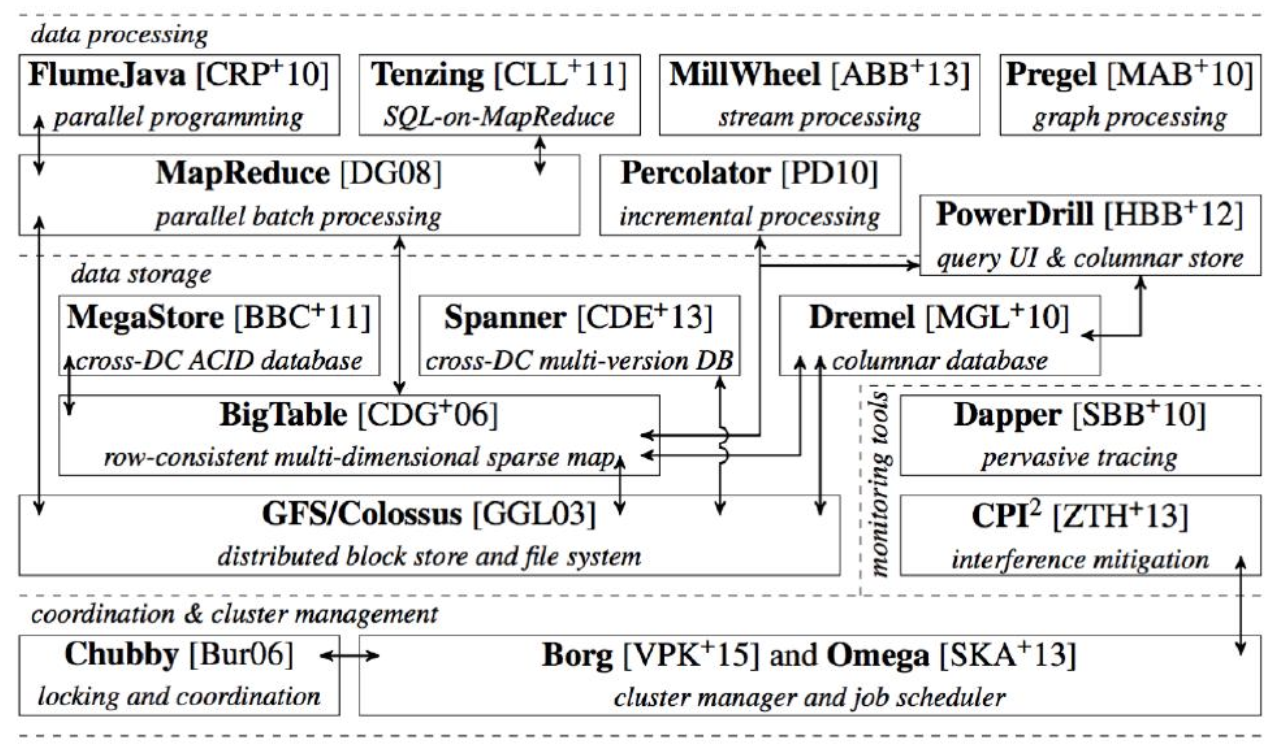 data processing
FlumeJava [CRP+10]
parallel programming
Tenzing [CLL+11]
SQL-on-MapReduce
MillWheel [ABB+13]
stream processing
Pregel [MAB+10]
graph processing
MapReduce [DG08]
parallel batch processing
Percolator [PD10]
incremental processing
PowerDrill [HBB+12]
query UI & columnar store
data storage
MegaStore [BBC+11]
cross-DC ACID database
Spanner [CDE+13]
cross-DC multi-version DB
Dremel [MGL+10]
columnar database
BigTable [CDG+06]
row-consistent multi-dimensional sparse map
GFS/Colossus [GGL03]
distributed block store and file system
monitoring tools
Dapper [SBB+10]
pervasive tracing
CPI² [ZTH+13]
interference mitigation
coordination & cluster management
Chubby [Bur06]
locking and coordination
Borg [VPK+15] and Omega [SKA+13]
cluster manager and job scheduler